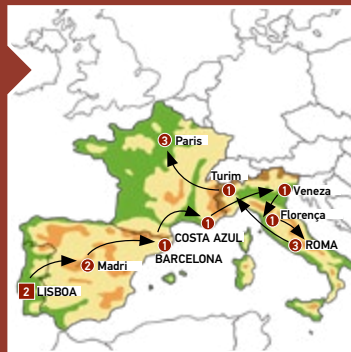 3 Paris
Turim
1
1 Veneza
1 Florença
1
COSTA AZUL
3 ROMA
1
BARCELONA
2 Madri
2 LISBOA